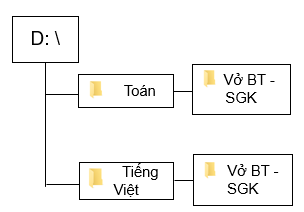 D: \
Toán
Vở BT -
SGK
Tiếng
Việt
Vở BT -
SGK